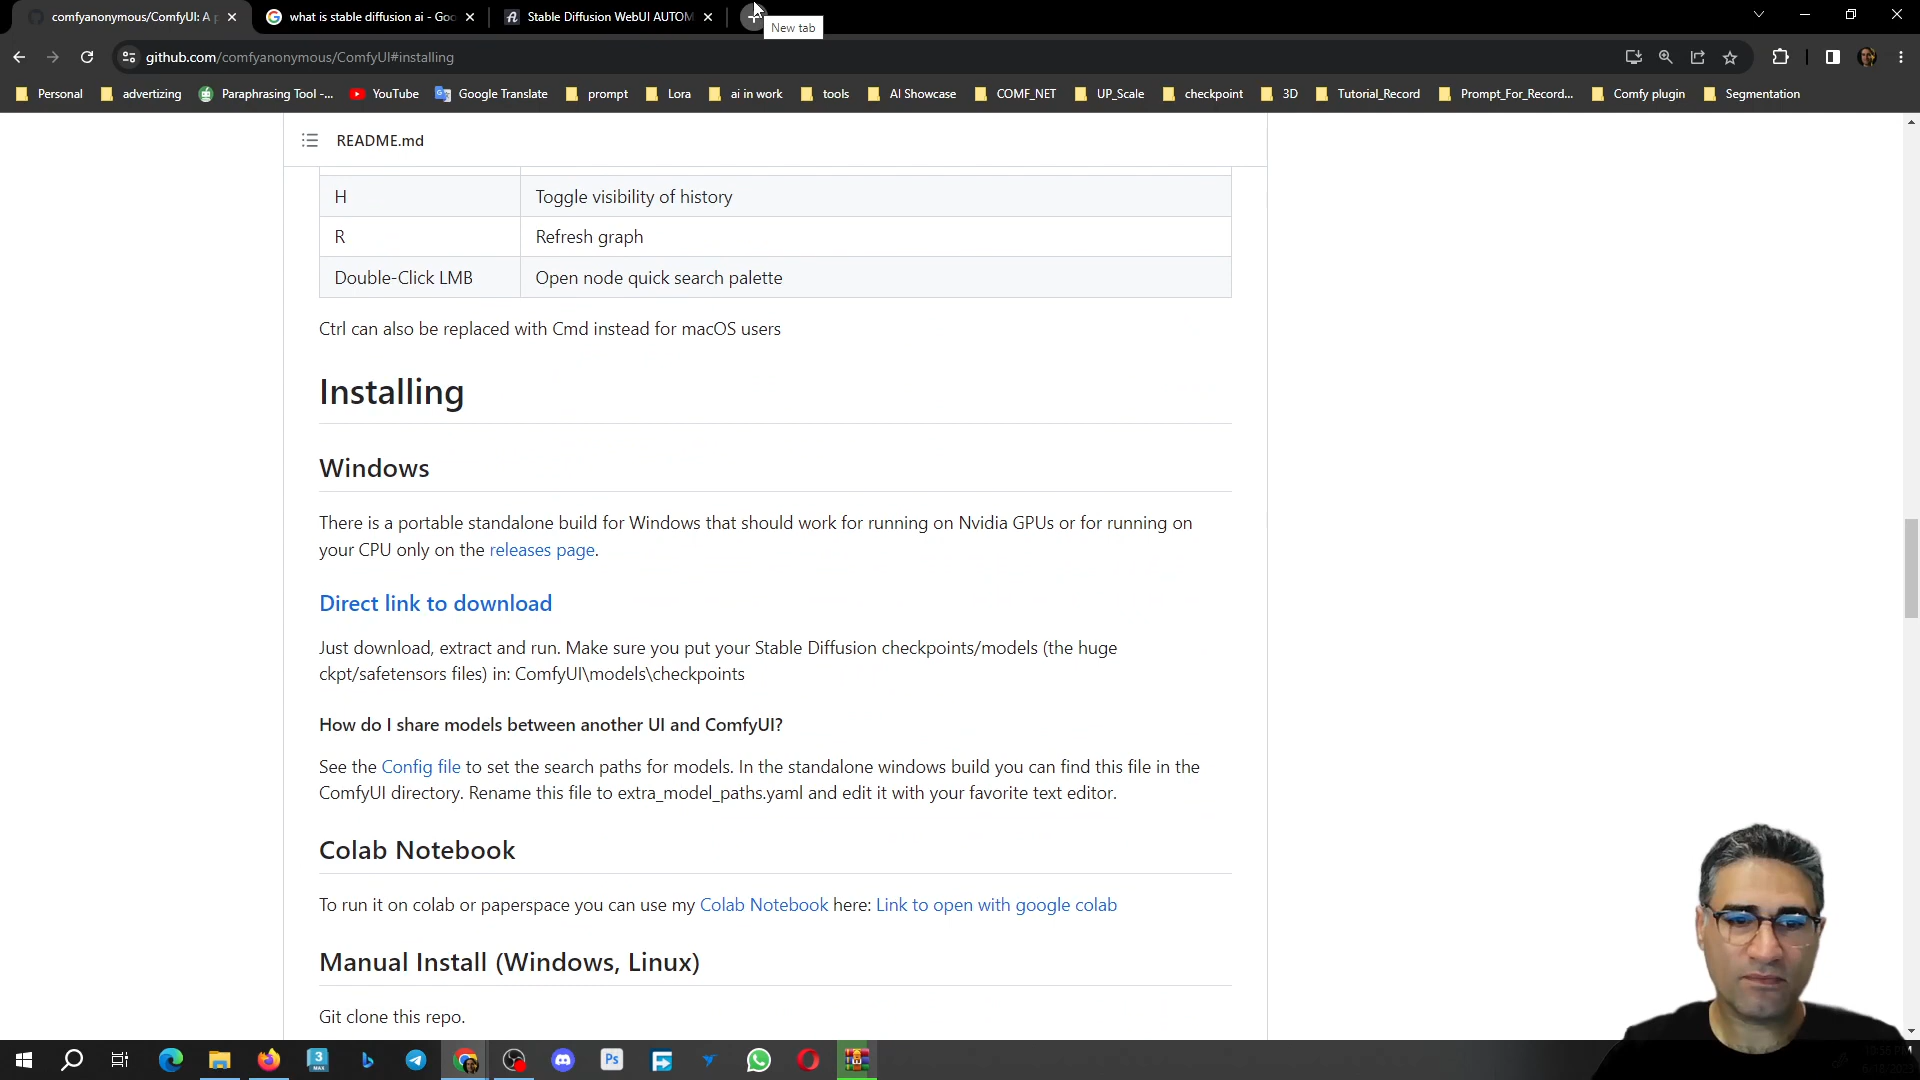 comfyanonymous/ComfyUI: A p
what is stable diffusion ai - Goo
Stable Diffusion WebUI AUTOM
New tab
github.com/comfyanonymous/ComfyUI#installing
Personal
advertizing
Paraphrasing Tool -...
YouTube
Google Translate
prompt
Lora
ai in work
tools
AI Showcase
COMF_NET
UP_Scale
checkpoint
3D
Tutorial_Record
Prompt_For_Record...
Comfy plugin
Segmentation
README.md
H Toggle visibility of history
R Refresh graph
Double-Click LMB Open node quick search palette
Ctrl can also be replaced with Cmd instead for macOS users
Installing
Windows
There is a portable standalone build for Windows that should work for running on Nvidia GPUs or for running on
your CPU only on the releases page.
Direct link to download
Just download, extract and run. Make sure you put your Stable Diffusion checkpoints/models (the huge
ckpt/safetensors files) in: ComfyUI\models\checkpoints
How do I share models between another UI and ComfyUI?
See the Config file to set the search paths for models. In the standalone windows build you can find this file in the
ComfyUI directory. Rename this file to extra_model_paths.yaml and edit it with your favorite text editor.
Colab Notebook
To run it on colab or paperspace you can use my Colab Notebook here: Link to open with google colab
Manual Install (Windows, Linux)
Git clone this repo.
3
MAX
Ps